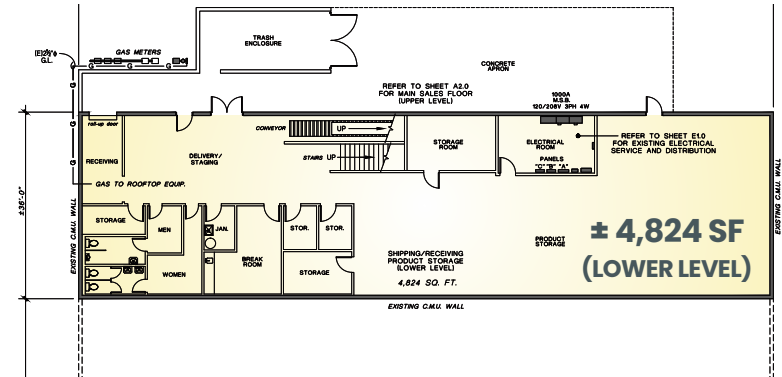 TRASH
ENCLOSURE
GAS METERS
(E)2½"⌀
G.L.
G
G
G
G
G
CONCRETE
APRON
REFER TO SHEET A2.0
FOR MAIN SALES FLOOR
(UPPER LEVEL)
1000A
M.S.B.
120/208V 3PH 4W
roll-up door
CONVEYOR
UP
STAIRS UP
RECEIVING
DELIVERY/
STAGING
STORAGE
ROOM
ELECTRICAL
ROOM
PANELS
"C" "B" "A"
REFER TO SHEET E1.0
FOR EXISTING ELECTRICAL
SERVICE AND DISTRIBUTION
GAS TO ROOFTOP EQUIP.
±36'-0"
EXISTING C.M.U. WALL
EXISTING C.M.U. WALL
STORAGE
MEN
JAN.
STOR.
STOR.
WOMEN
BREAK
ROOM
STORAGE
SHIPPING/RECEIVING
PRODUCT STORAGE
(LOWER LEVEL)
4,824 SQ. FT.
PRODUCT
STORAGE
± 4,824 SF
(LOWER LEVEL)
EXISTING C.M.U. WALL